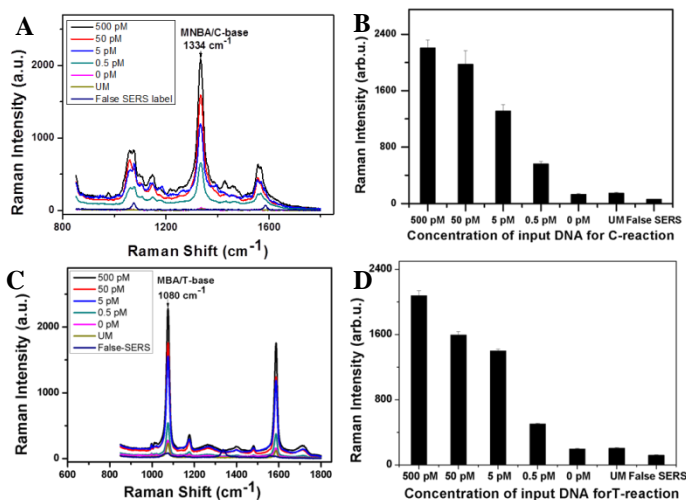 A
500 pM
50 pM
5 pM
0.5 pM
0 pM
UM
False SERS label
MNBA/C-base
1334 cm-1
Raman Intensity (a.u.)
2000
1000
0
800
1000
1200
1400
1600
1800
Raman Shift (cm-1)
B
Raman Intensity (arb.u.)
2400
1600
800
0
500 pM 50 pM 5 pM 0.5 pM 0 pM UM False SERS
Concentration of input DNA for C-reaction
C
500 pM
50 pM
5 pM
0.5 pM
0 pM
UM
False-SERS
MBA/T-base
1080 cm-1
Raman Intensity (a.u.)
2000
1000
0
600 800 1000 1200 1400 1600 1800
Raman Shift (cm-1)
D
Raman Intensity (arb.u.)
2400
1600
800
0
500 pM 50 pM 5 pM 0.5 pM 0 pM UM False SERS
Concentration of input DNA forT-reaction